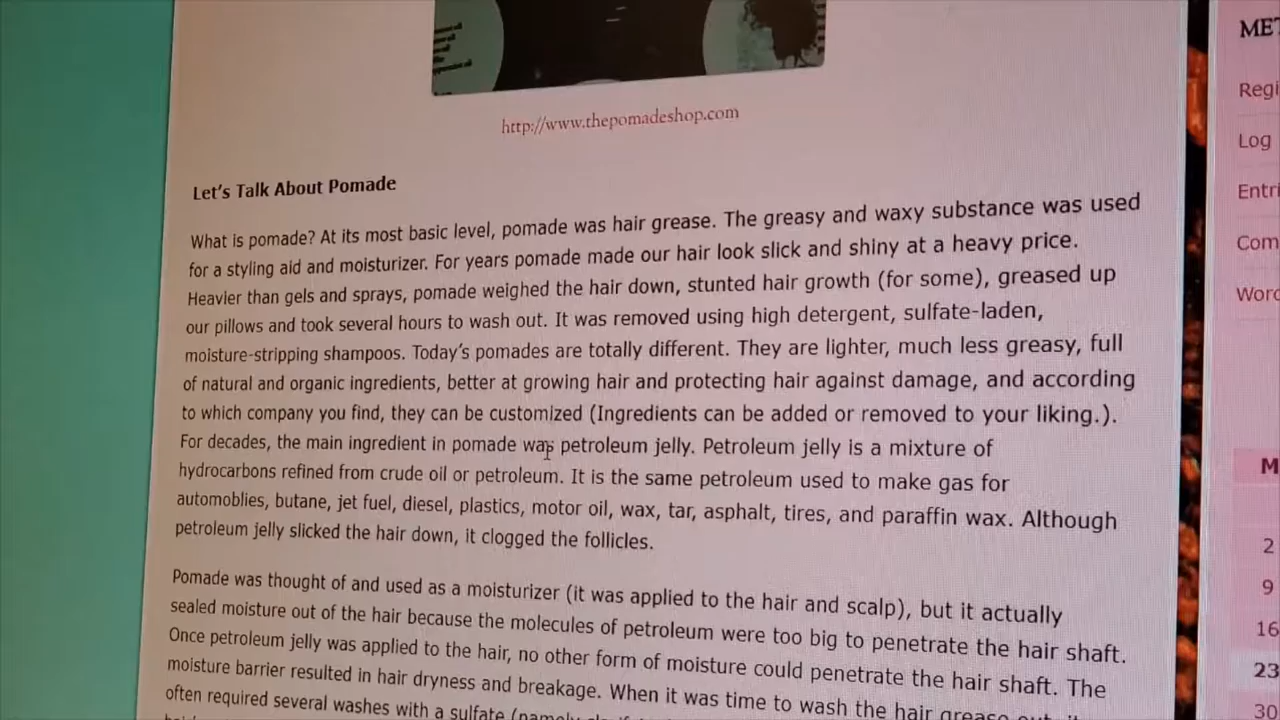 http://www.thepomadeshop.com
Let's Talk About Pomade
What is pomade? At its most basic level, pomade was hair grease. The greasy and waxy substance was used
for a styling aid and moisturizer. For years pomade made our hair look slick and shiny at a heavy price.
Heavier than gels and sprays, pomade weighed the hair down, stunted hair growth (for some), greased up
our pillows and took several hours to wash out. It was removed using high detergent, sulfate-laden,
moisture-stripping shampoos. Today's pomades are totally different. They are lighter, much less greasy, full
of natural and organic ingredients, better at growing hair and protecting hair against damage, and according
to which company you find, they can be customized (Ingredients can be added or removed to your liking.).
For decades, the main ingredient in pomade was petroleum jelly. Petroleum jelly is a mixture of
hydrocarbons refined from crude oil or petroleum. It is the same petroleum used to make gas for
automoblies, butane, jet fuel, diesel, plastics, motor oil, wax, tar, asphalt, tires, and paraffin wax. Although
petroleum jelly slicked the hair down, it clogged the follicles.
Pomade was thought of and used as a moisturizer (it was applied to the hair and scalp), but it actually
sealed moisture out of the hair because the molecules of petroleum were too big to penetrate the hair shaft.
Once petroleum jelly was applied to the hair, no other form of moisture could penetrate the hair shaft. The
moisture barrier resulted in hair dryness and breakage. When it was time to wash the hair grease out, it
often required several washes with a sulfate (namely
MET
Regi
Log
Entri
Com
Word
M
2
9
16
23
30